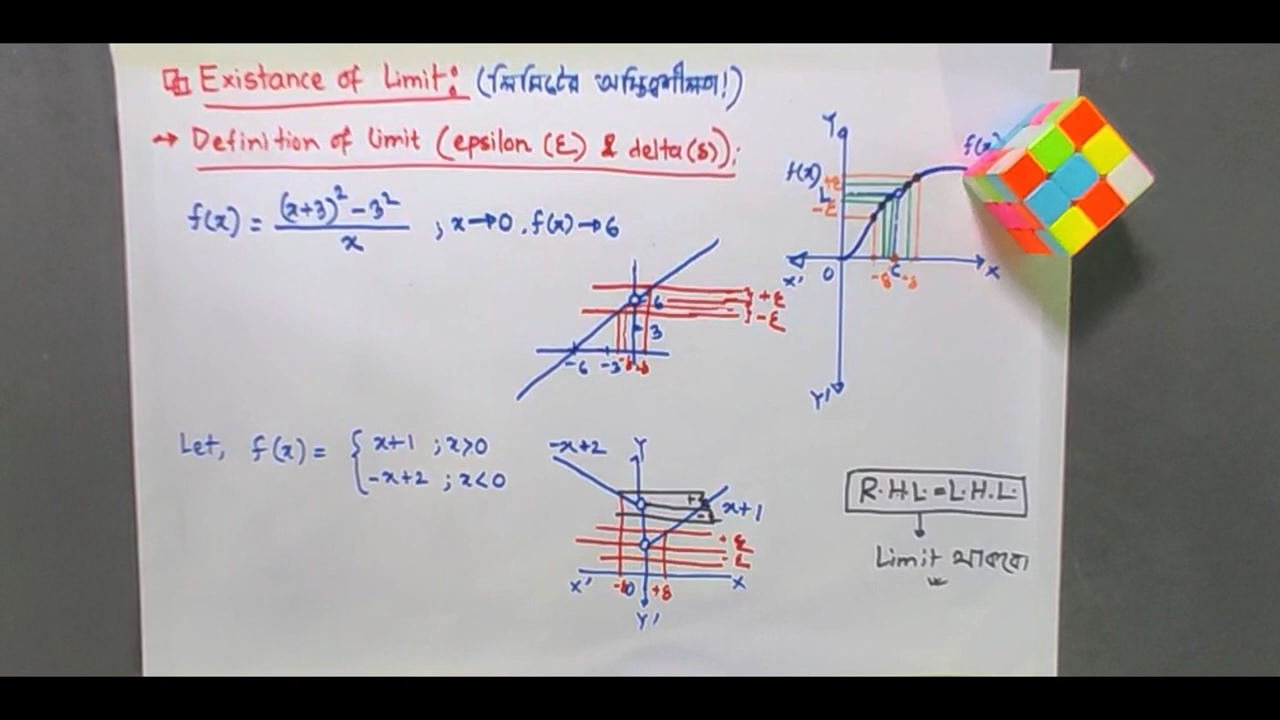 Existance of Limit: (লিমিটের অস্তিত্বশীলতা!)
→ Definition of limit (epsilon (ε) & delta(δ));
f(x) = (x+3)² - 3² / x ; x→0 . f(x)→6
6
+ε
-ε
3
-6 -3 -δ +δ
Y
f(x)
f(x)
+ε
L
-ε
X' O -δ C +δ X
Y'
Let, f(x) = { x+1 ; x>0
-x+2 ; x<0
-x+2 Y
+
-
x+1
+ε
-ε
X' O +δ X
Y'
R.H.L. = L.H.L.
Limit থাকবে